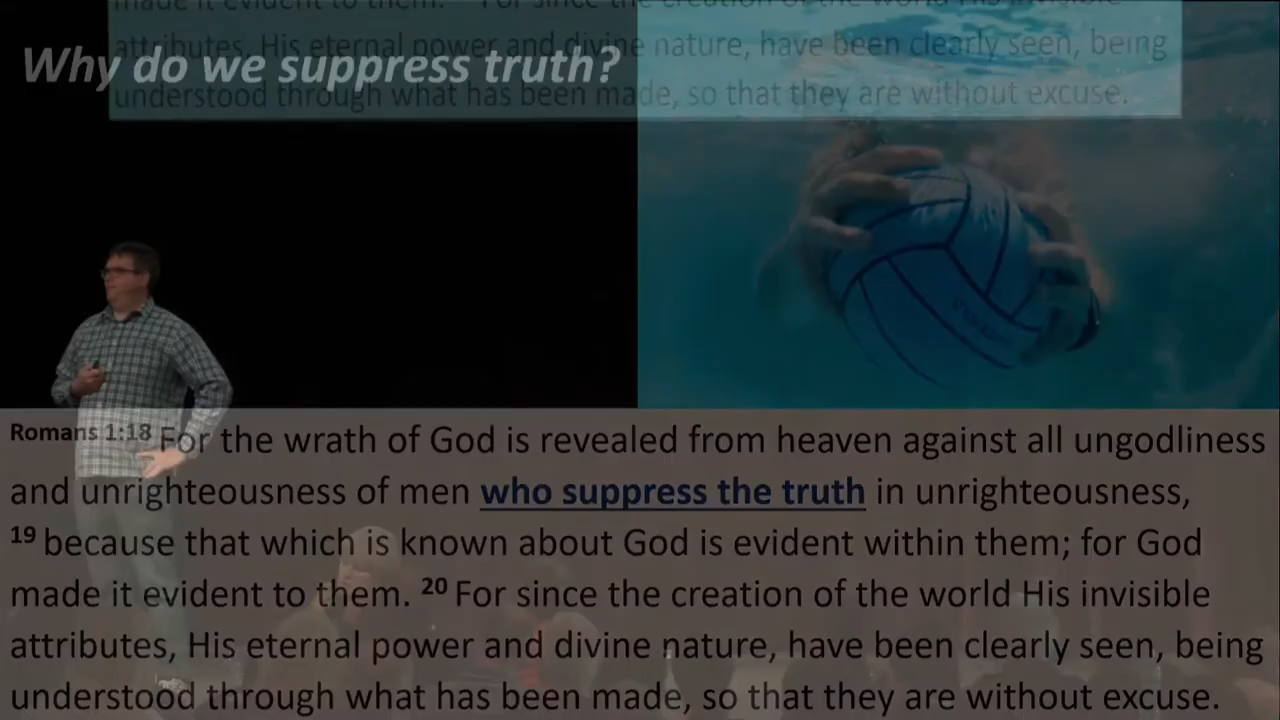 made it evident to them. For since the creation of the world His invisible
attributes, His eternal power and divine nature, have been clearly seen, being
understood through what has been made, so that they are without excuse.
Why do we suppress truth?
Romans 1:18 For the wrath of God is revealed from heaven against all ungodliness
and unrighteousness of men who suppress the truth in unrighteousness,
19 because that which is known about God is evident within them; for God
made it evident to them. 20 For since the creation of the world His invisible
attributes, His eternal power and divine nature, have been clearly seen, being
understood through what has been made, so that they are without excuse.